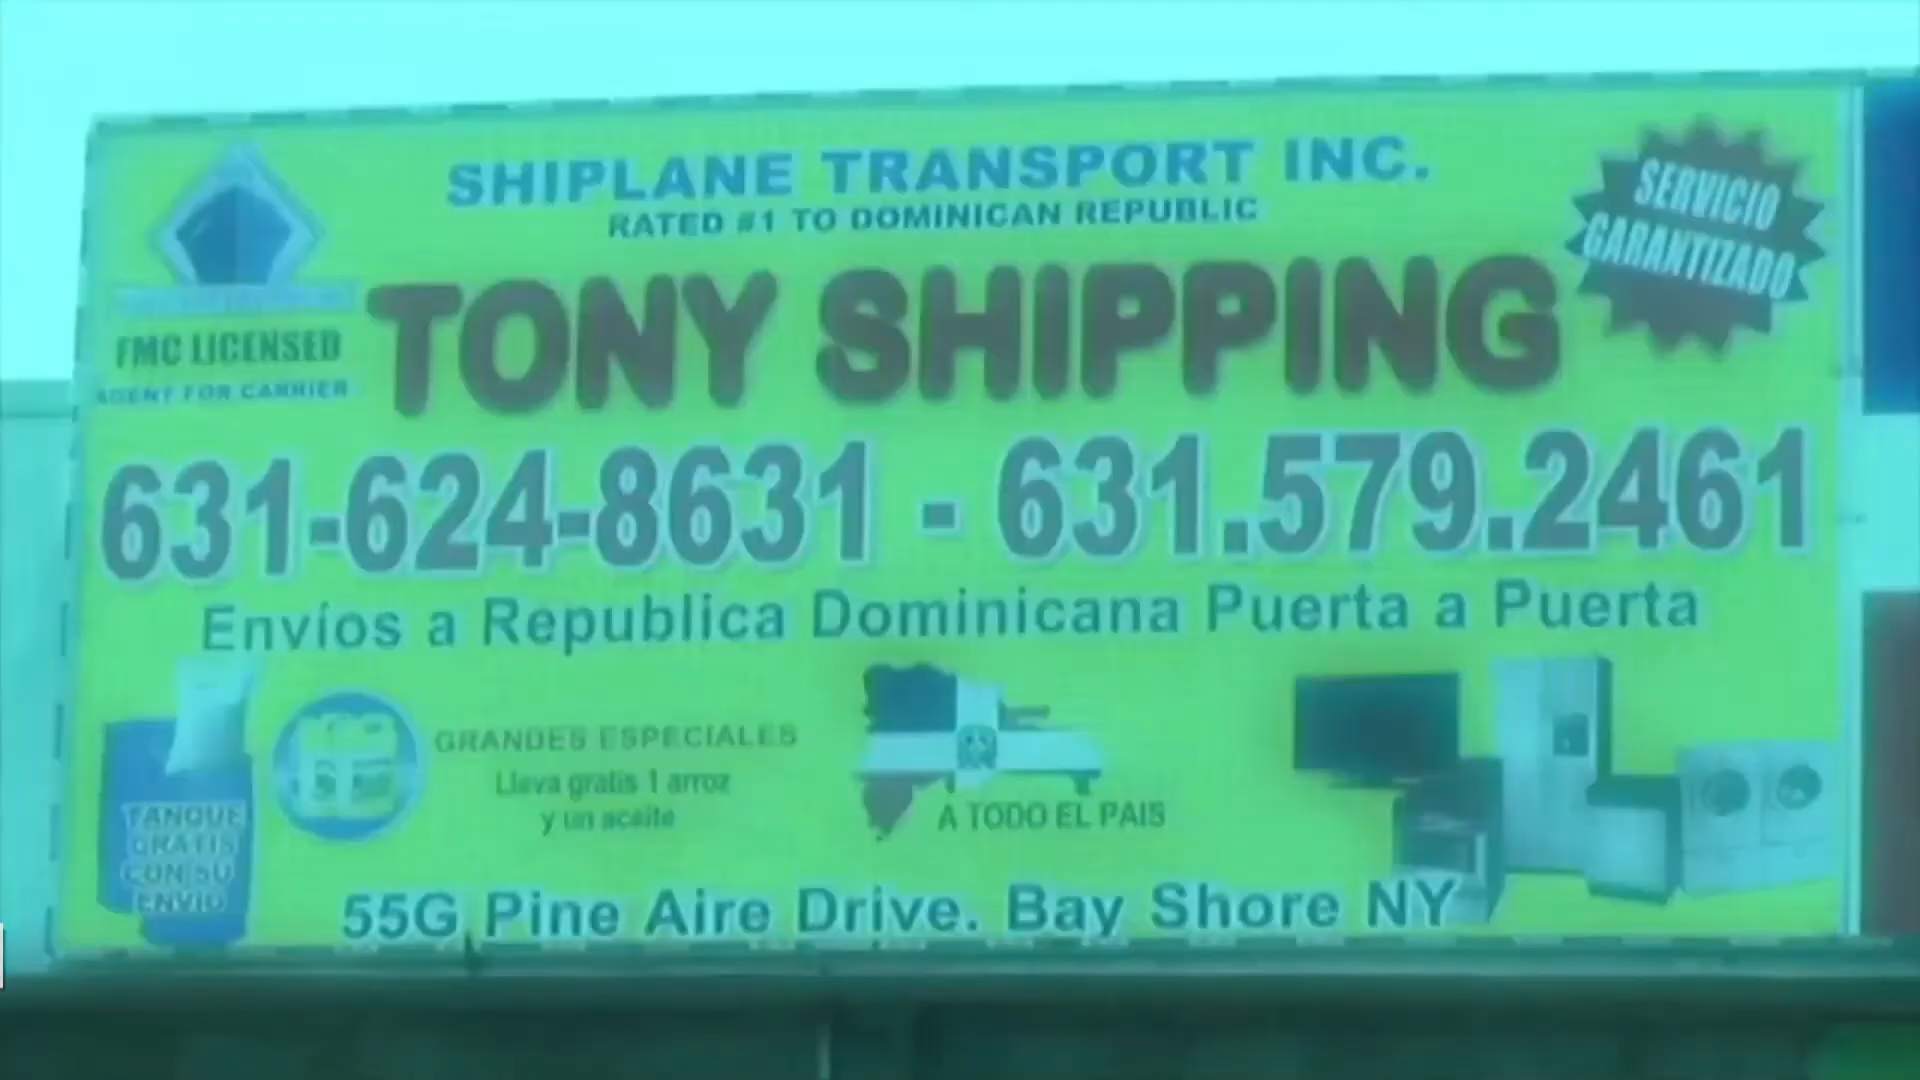 SHIPLANE TRANSPORT INC.
RATED #1 TO DOMINICAN REPUBLIC
SERVICIO
GARANTIZADO
FMC LICENSED
AGENT FOR CARRIER
TONY SHIPPING
631-624-8631 - 631.579.2461
Envíos a Republica Dominicana Puerta a Puerta
TANQUE
GRATIS
CON SU
ENVIO
GRANDES ESPECIALES
Lleva gratis 1 arroz
y un aceite
A TODO EL PAIS
55G Pine Aire Drive. Bay Shore NY